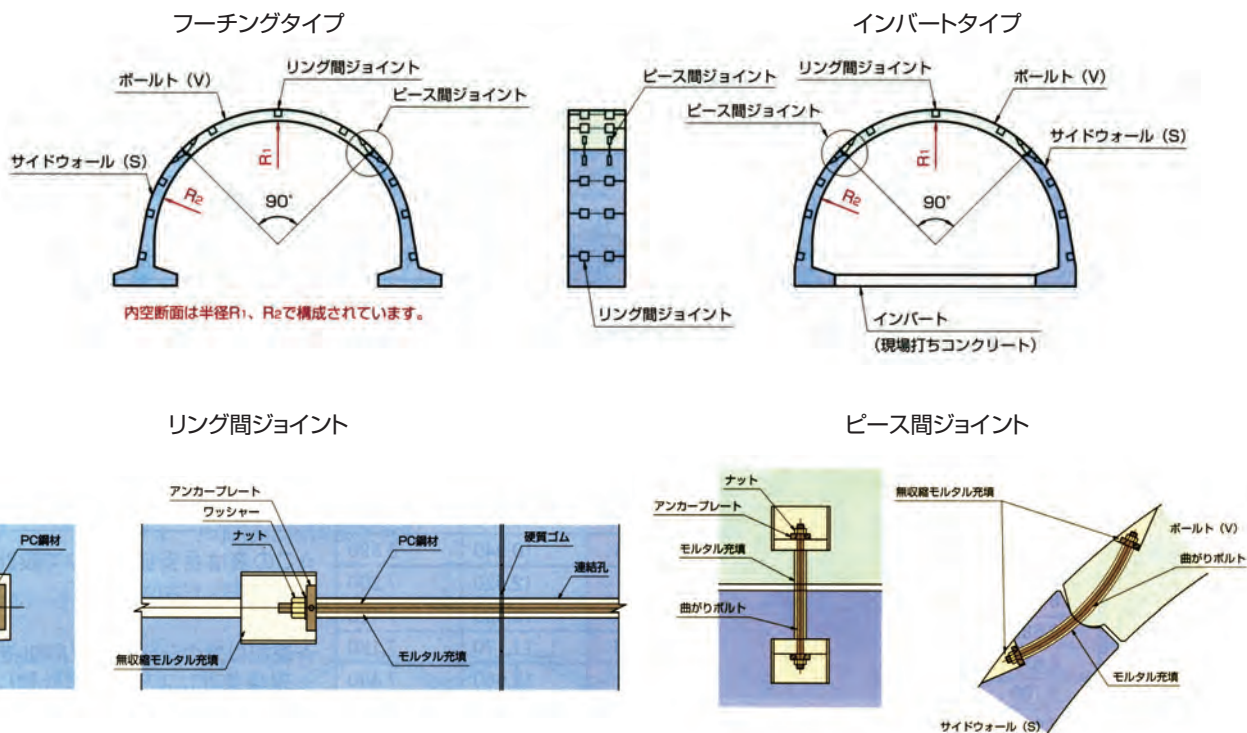 フーチングタイプ
インバートタイプ
リング間ジョイント
ボールト（V）
ピース間ジョイント
サイドウォール（S）
R1
R2
90°
内空断面は半径R1、R2で構成されています。
ピース間ジョイント
リング間ジョイント
リング間ジョイント
ボールト（V）
ピース間ジョイント
サイドウォール（S）
R1
R2
90°
インバート
（現場打ちコンクリート）
リング間ジョイント
ピース間ジョイント
PC鋼材
アンカープレート
ワッシャー
ナット
PC鋼材
硬質ゴム
連結孔
無収縮モルタル充填
モルタル充填
ナット
アンカープレート
モルタル充填
曲がりボルト
無収縮モルタル充填
ボールト（V）
曲がりボルト
モルタル充填
サイドウォール（S）